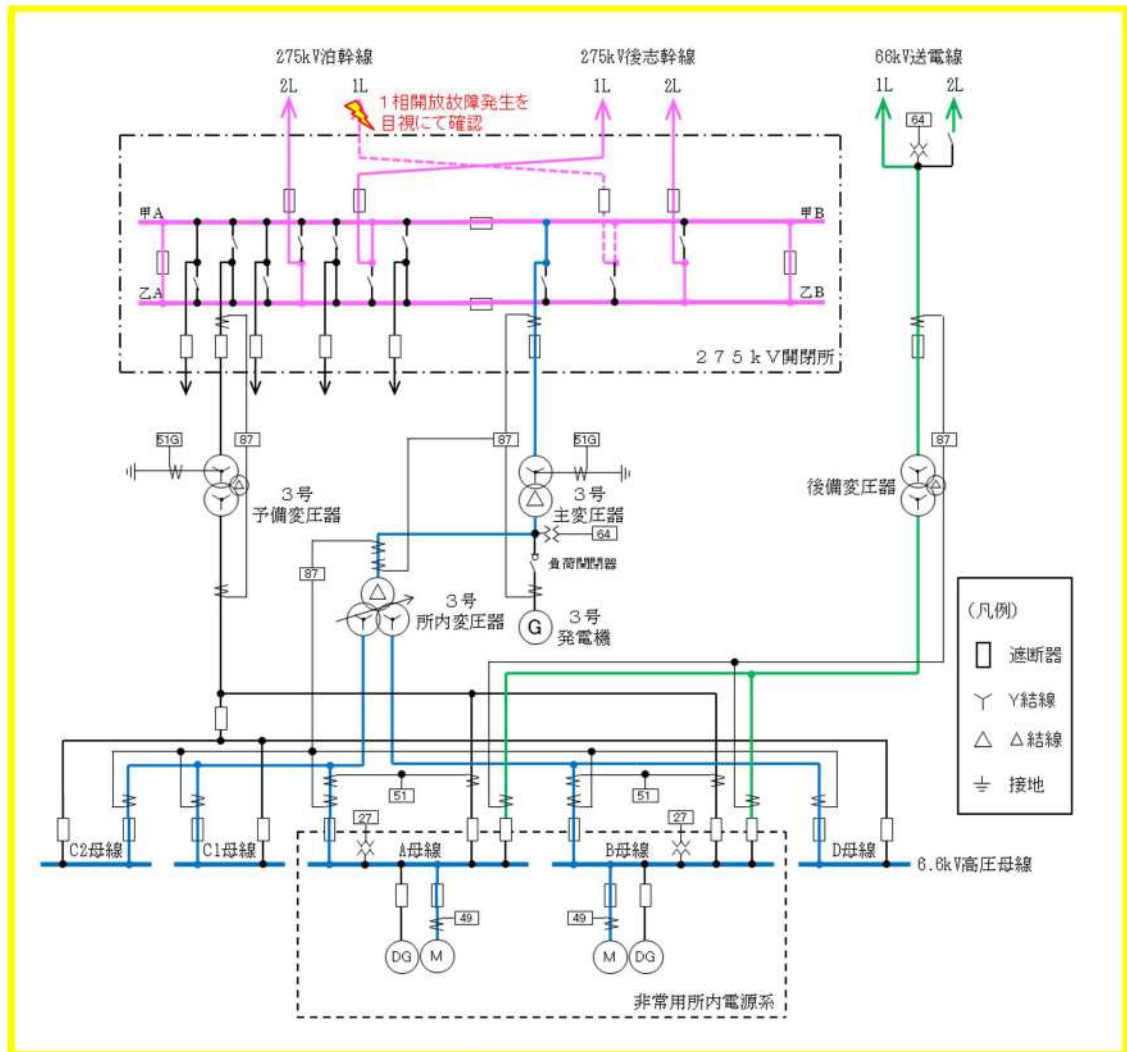 275kV泊幹線
275kV後志幹線
66kV送電線
2L
1L
1L
2L
1L
2L
1相開放故障発生を
目視にて確認
64
甲A
甲B
乙A
乙B
275kV開閉所
51G
87
87
51G
87
3号
予備変圧器
3号
主変圧器
後備変圧器
64
87
負荷開閉器
3号
所内変圧器
G
3号
発電機
(凡例)
遮断器
Y結線
△結線
接地
51
51
27
27
C2母線
C1母線
A母線
B母線
D母線
6.6kV高圧母線
49
49
DG
M
M
DG
非常用所内電源系